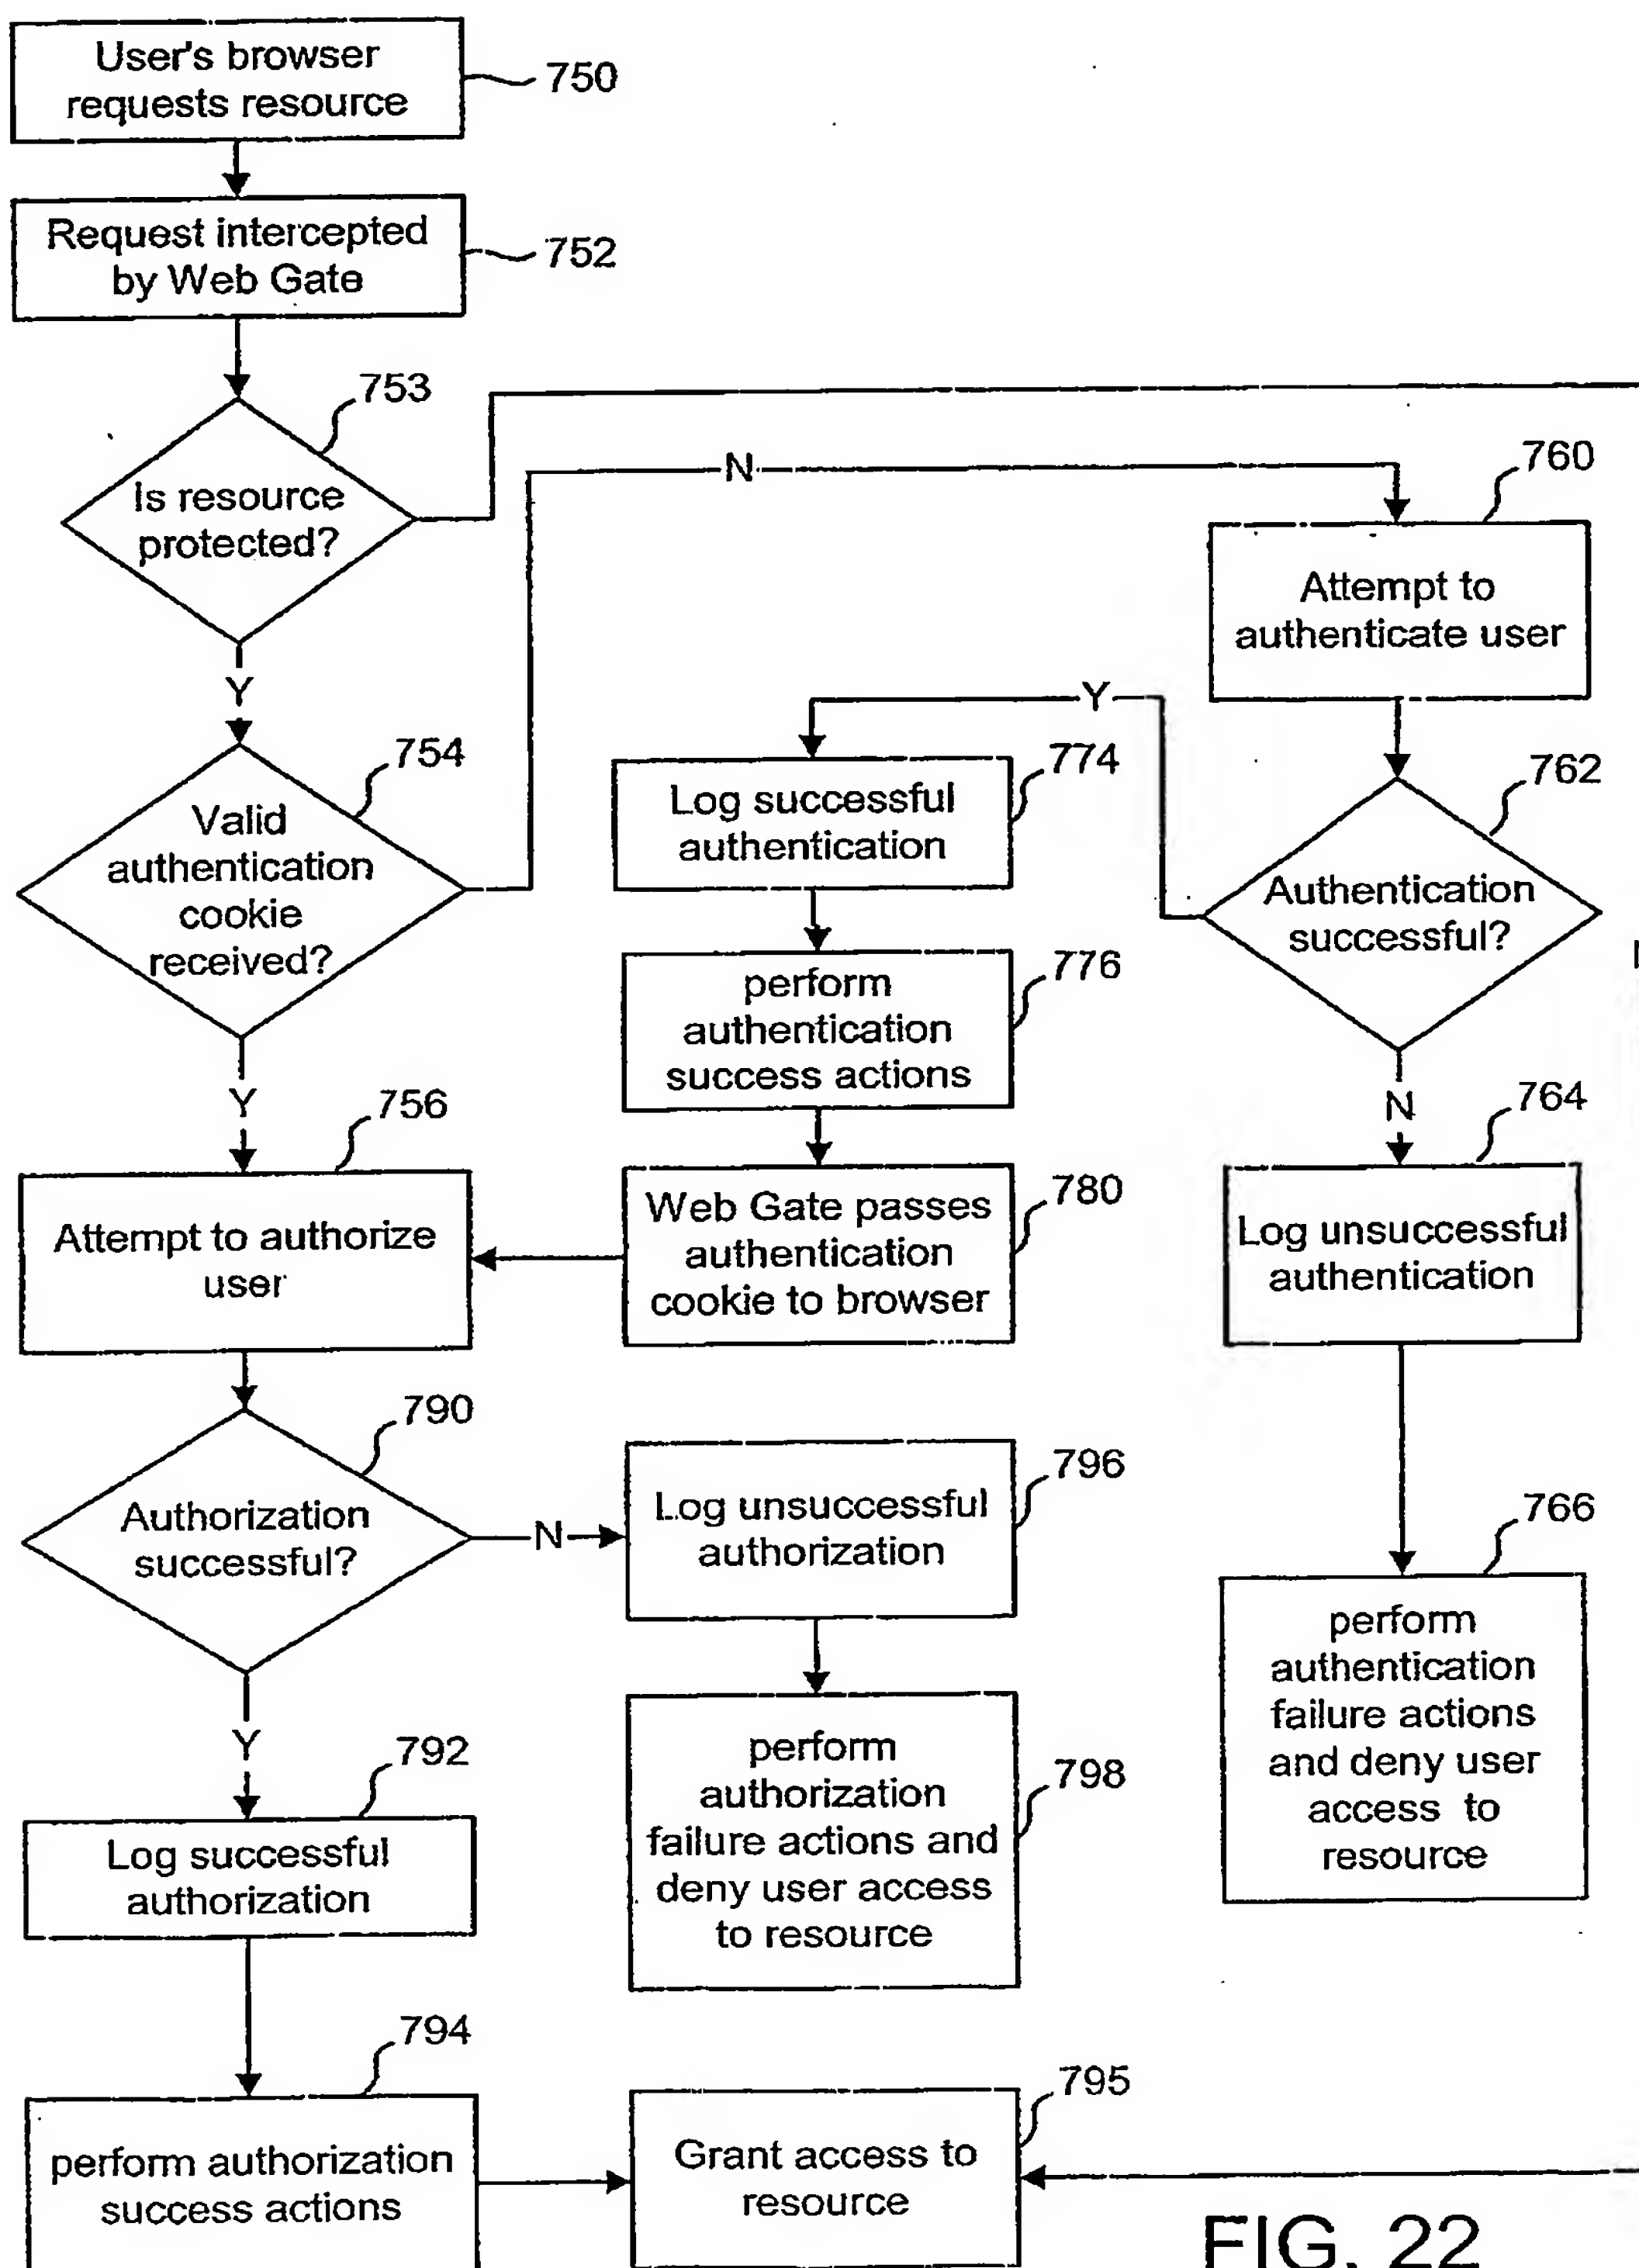 User's browser
requests resource
750
Request intercepted
by Web Gate
752
753
Is resource
protected?
N
760
Attempt to
authenticate user
Y
Y
754
Valid
authentication
cookie
received?
774
Log successful
authentication
762
Authentication
successful?
776
perform
authentication
success actions
Y
756
Attempt to authorize
user
780
Web Gate passes
authentication
cookie to browser
N
764
Log unsuccessful
authentication
790
Authorization
successful?
N
796
Log unsuccessful
authorization
766
perform
authentication
failure actions
and deny user
access to
resource
Y
798
perform
authorization
failure actions and
deny user access
to resource
792
Log successful
authorization
794
perform authorization
success actions
795
Grant access to
resource
FIG. 22